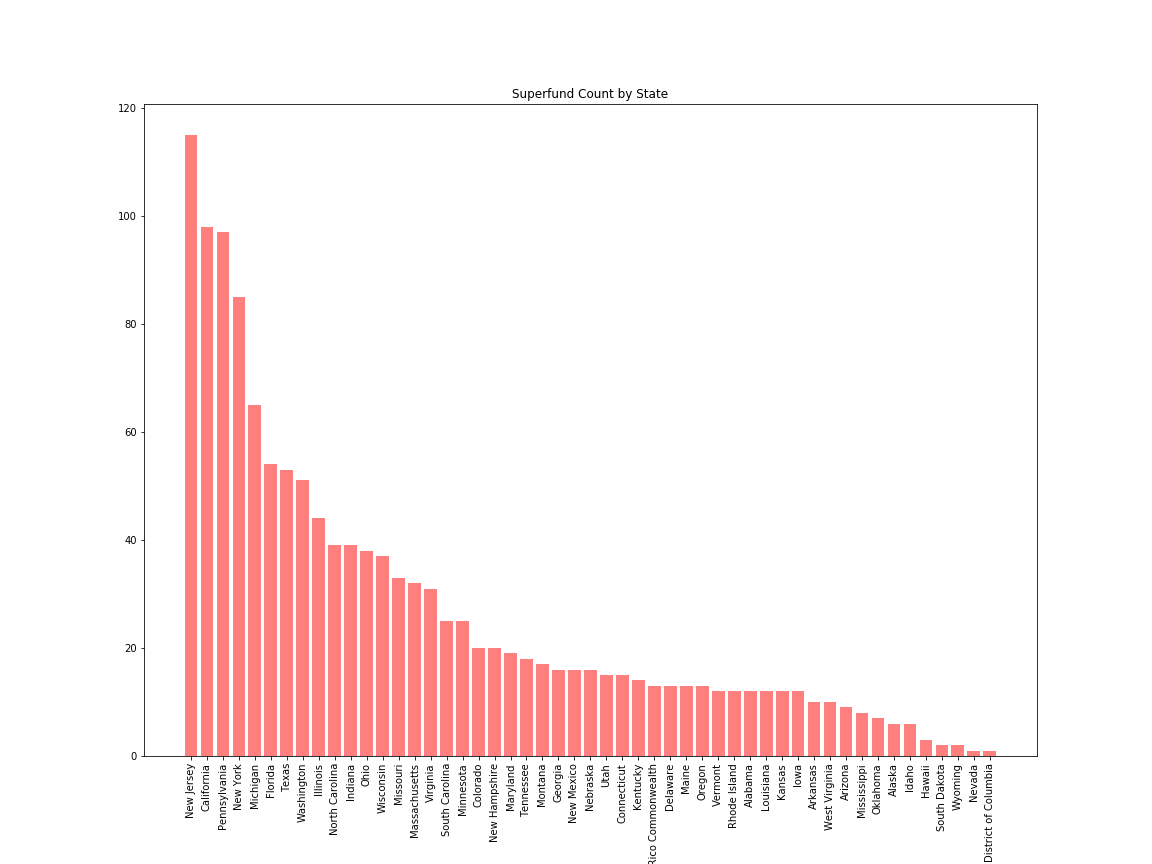 Superfund Count by State
120
100
80
60
40
20
0
New Jersey
California
Pennsylvania
New York
Michigan
Florida
Texas
Washington
Illinois
North Carolina
Indiana
Ohio
Wisconsin
Missouri
Massachusetts
Virginia
South Carolina
Minnesota
Colorado
New Hampshire
Maryland
Tennessee
Montana
Georgia
New Mexico
Nebraska
Utah
Connecticut
Kentucky
Rico Commonwealth
Delaware
Maine
Oregon
Vermont
Rhode Island
Alabama
Louisiana
Kansas
Iowa
Arkansas
West Virginia
Arizona
Mississippi
Oklahoma
Alaska
Idaho
Hawaii
South Dakota
Wyoming
Nevada
District of Columbia